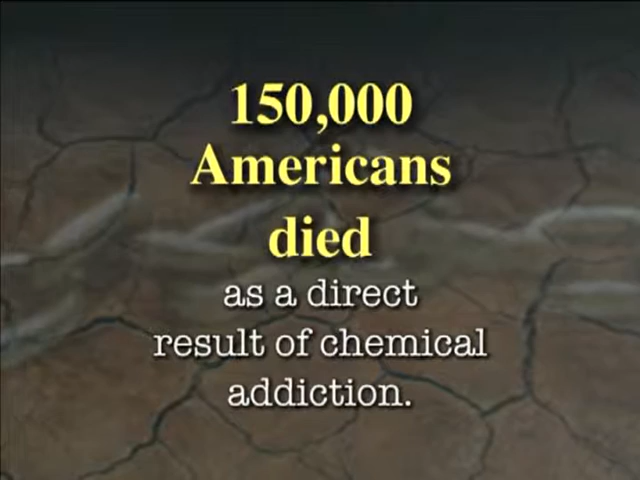 150,000
Americans
died
as a direct
result of chemical
addiction.